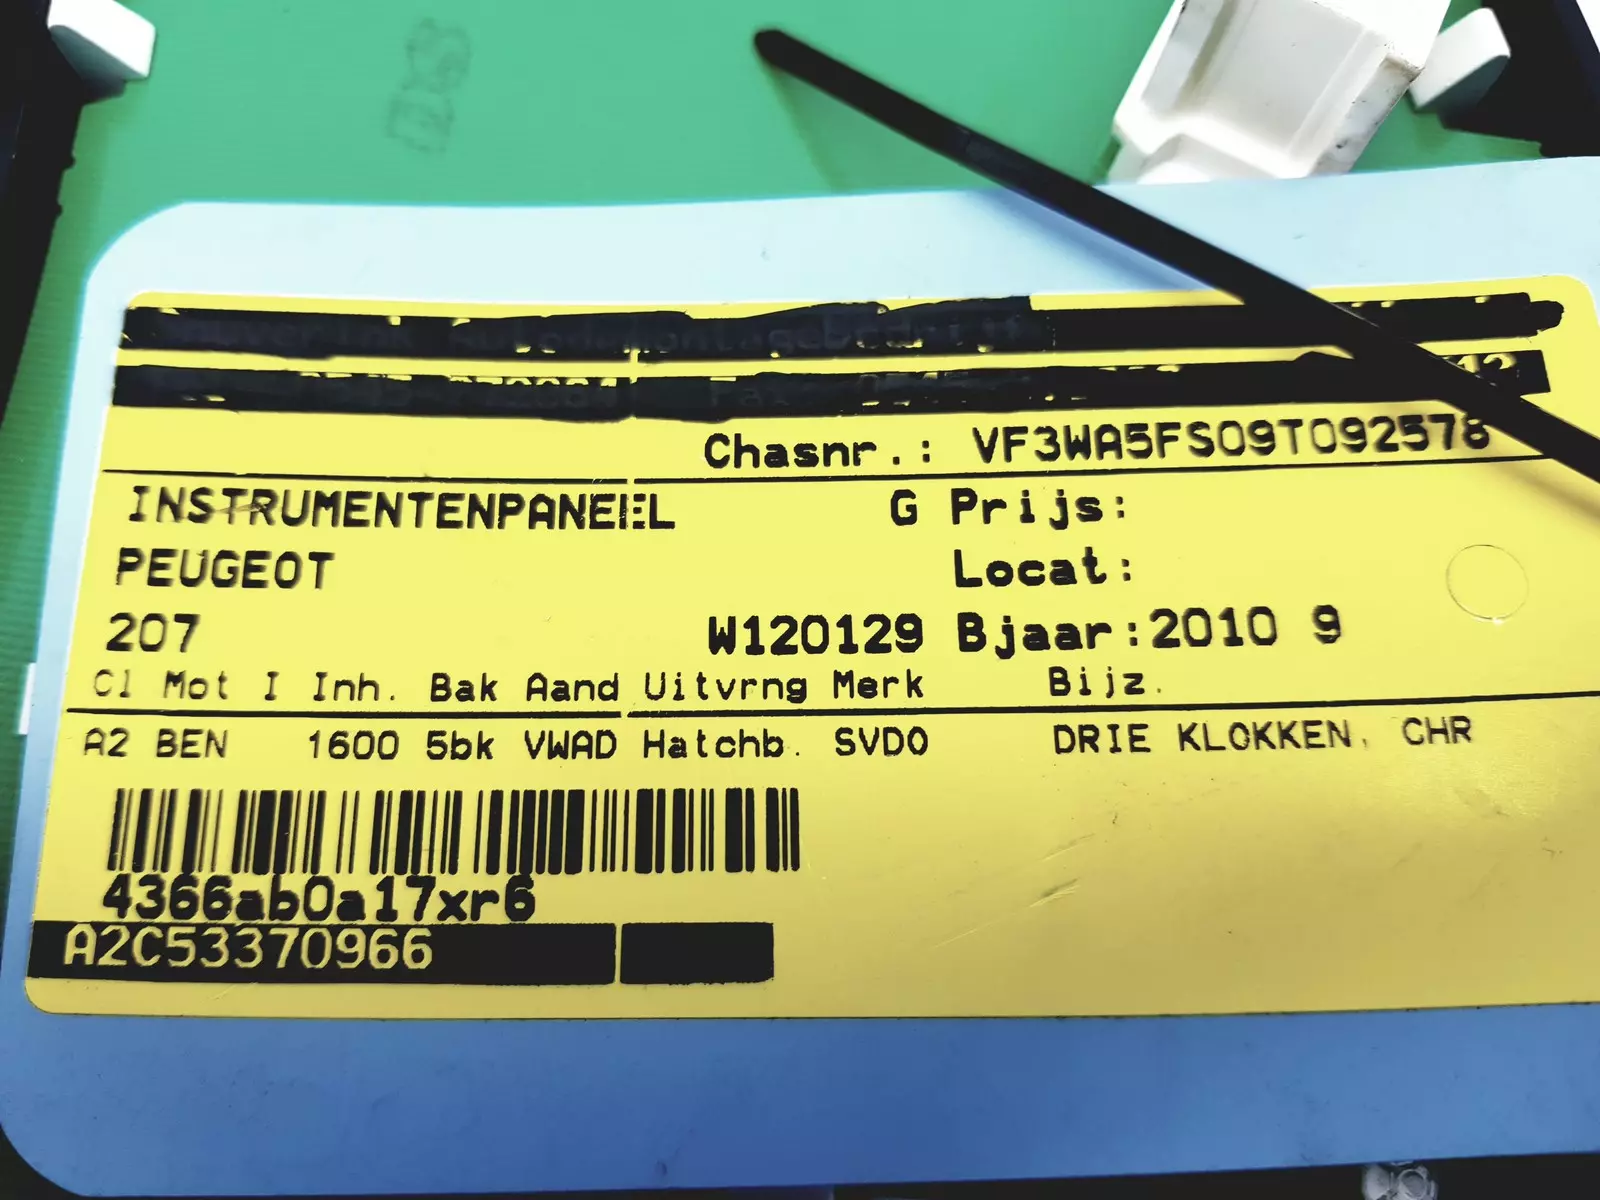 Chasnr.: VF3WA5FS09T092578
INSTRUMENTENPANEEL G Prijs:
PEUGEOT Locat:
207 W120129 Bjaar:2010 9
Cl Mot I Inh. Bak Aand Uitvrng Merk Bijz.
A2 BEN 1600 5bk VWAD Hatchb. SVDO DRIE KLOKKEN, CHR
4366ab0a17xr6
A2C53370966